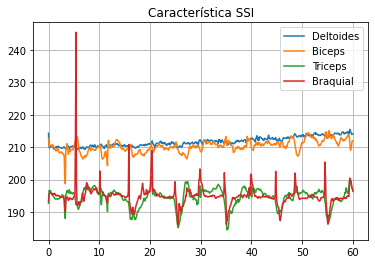 Característica SSI
Deltoides
Biceps
Triceps
Braquial
240
230
220
210
200
190
0 10 20 30 40 50 60